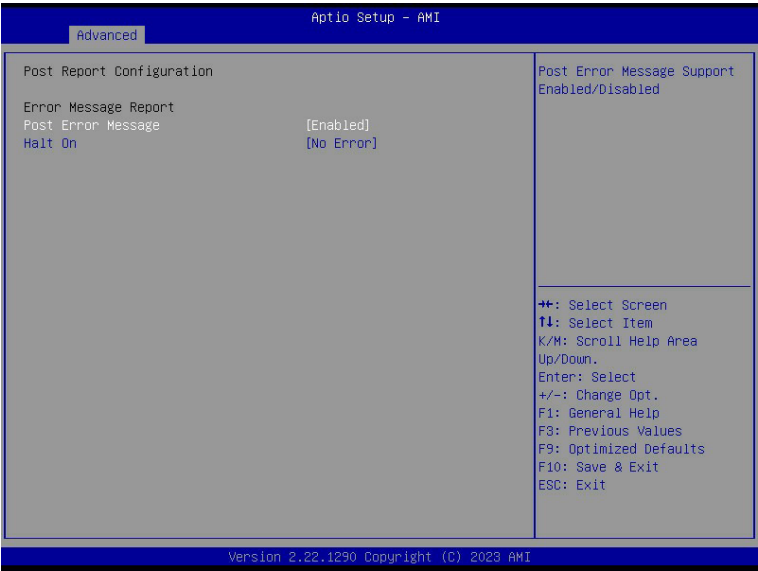 Aptio Setup – AMI
Advanced
Post Report Configuration
Error Message Report
Post Error Message [Enabled]
Halt On [No Error]
Post Error Message Support
Enabled/Disabled
→←: Select Screen
↑↓: Select Item
K/M: Scroll Help Area
Up/Down.
Enter: Select
+/-: Change Opt.
F1: General Help
F3: Previous Values
F9: Optimized Defaults
F10: Save & Exit
ESC: Exit
Version 2.22.1290 Copyright (C) 2023 AMI